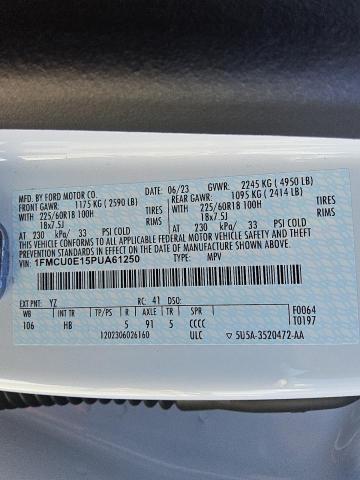 MFD. BY FORD MOTOR CO. 06/23 GVWR: 2245 KG ( 4950 LB)
FRONT GAWR: 1175 KG ( 2590 LB) REAR GAWR: 1095 KG ( 2414 LB)
WITH 225/60R18 100H TIRES WITH 225/60R18 100H TIRES
18x7.5J RIMS 18x7.5J RIMS
AT 230 kPa/ 33 PSI COLD AT 230 kPa/ 33 PSI COLD
THIS VEHICLE CONFORMS TO ALL APPLICABLE FEDERAL MOTOR VEHICLE
SAFETY AND THEFT PREVENTION STANDARDS IN EFFECT ON THE DATE OF MANUFACTURE SHOWN ABOVE.
VIN: 1FMCU0E15PUA61250 TYPE: MPV
EXT PNT: YZ RC: 41 DSO:
WB INT TR TP/PS R AXLE TR SPR F0064
106 HB 5 91 5 CCCC T0197
1202306026160 ULC 5U5A-3520472-AA